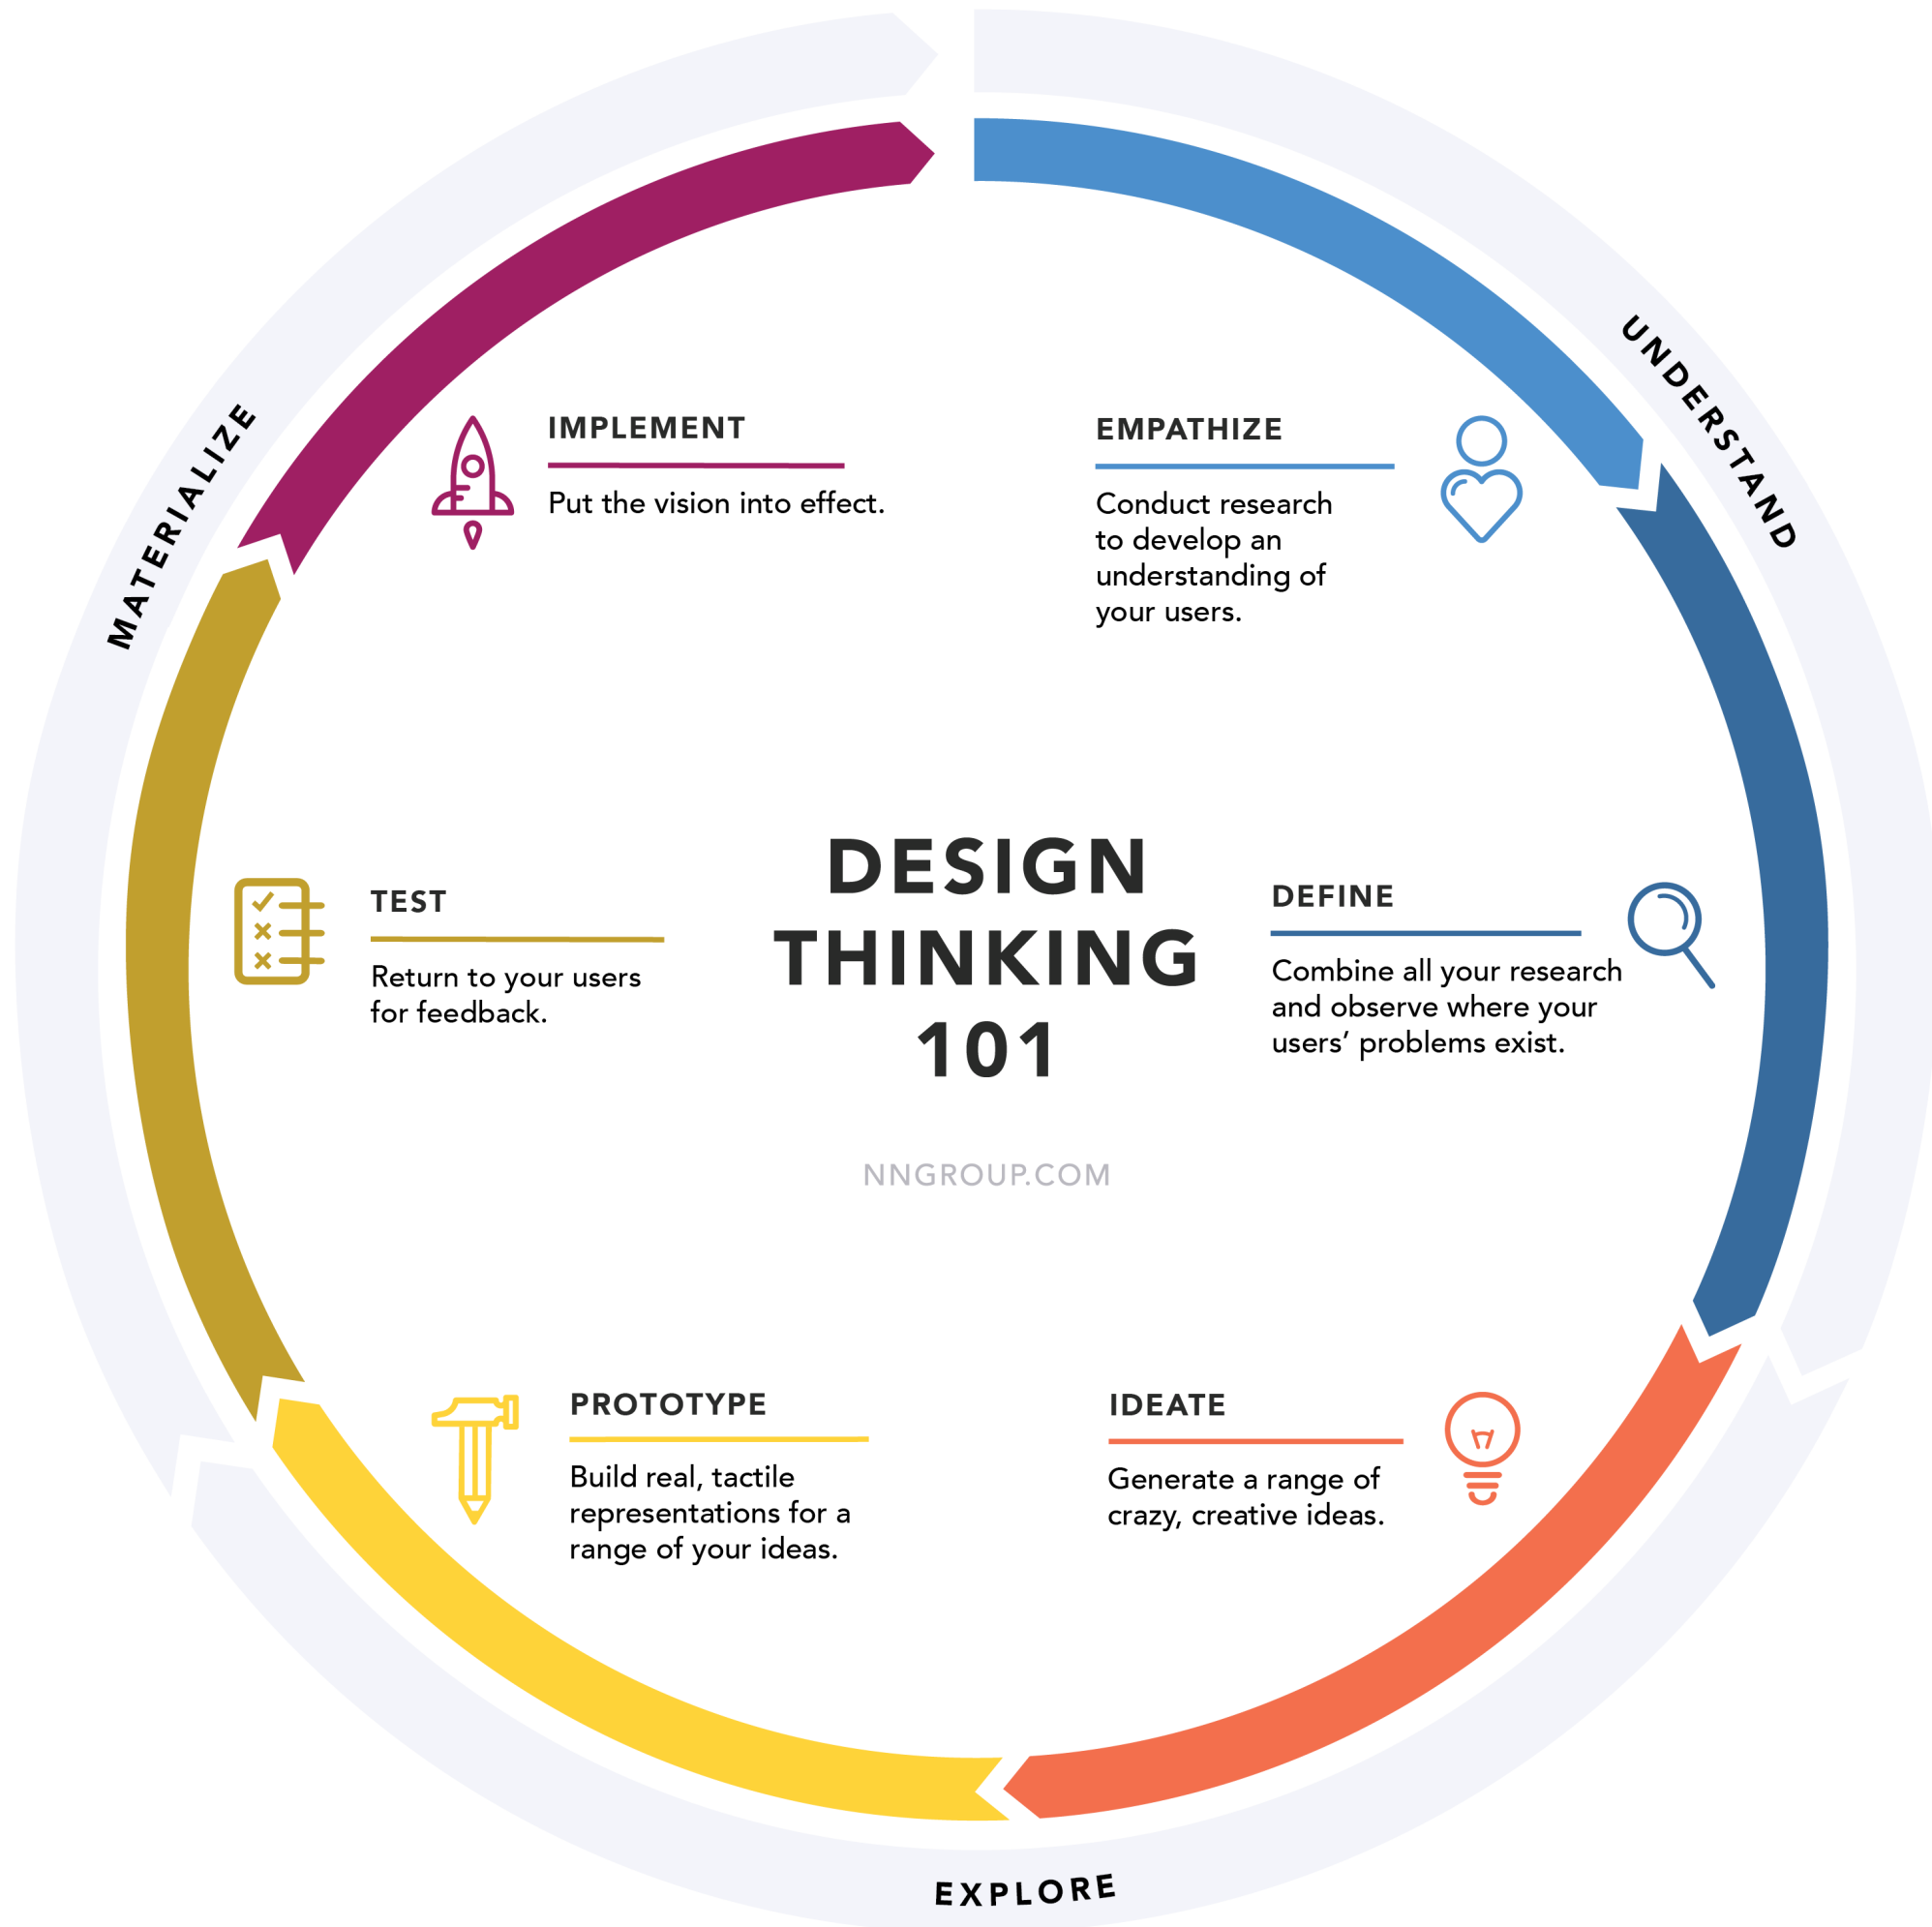 UNDERSTAND
EMPATHIZE
Conduct research
to develop an
understanding of
your users.
DEFINE
Combine all your research
and observe where your
users’ problems exist.
EXPLORE
IDEATE
Generate a range of
crazy, creative ideas.
PROTOTYPE
Build real, tactile
representations for a
range of your ideas.
MATERIALIZE
TEST
Return to your users
for feedback.
IMPLEMENT
Put the vision into effect.
DESIGN
THINKING
101
NNGROUP.COM